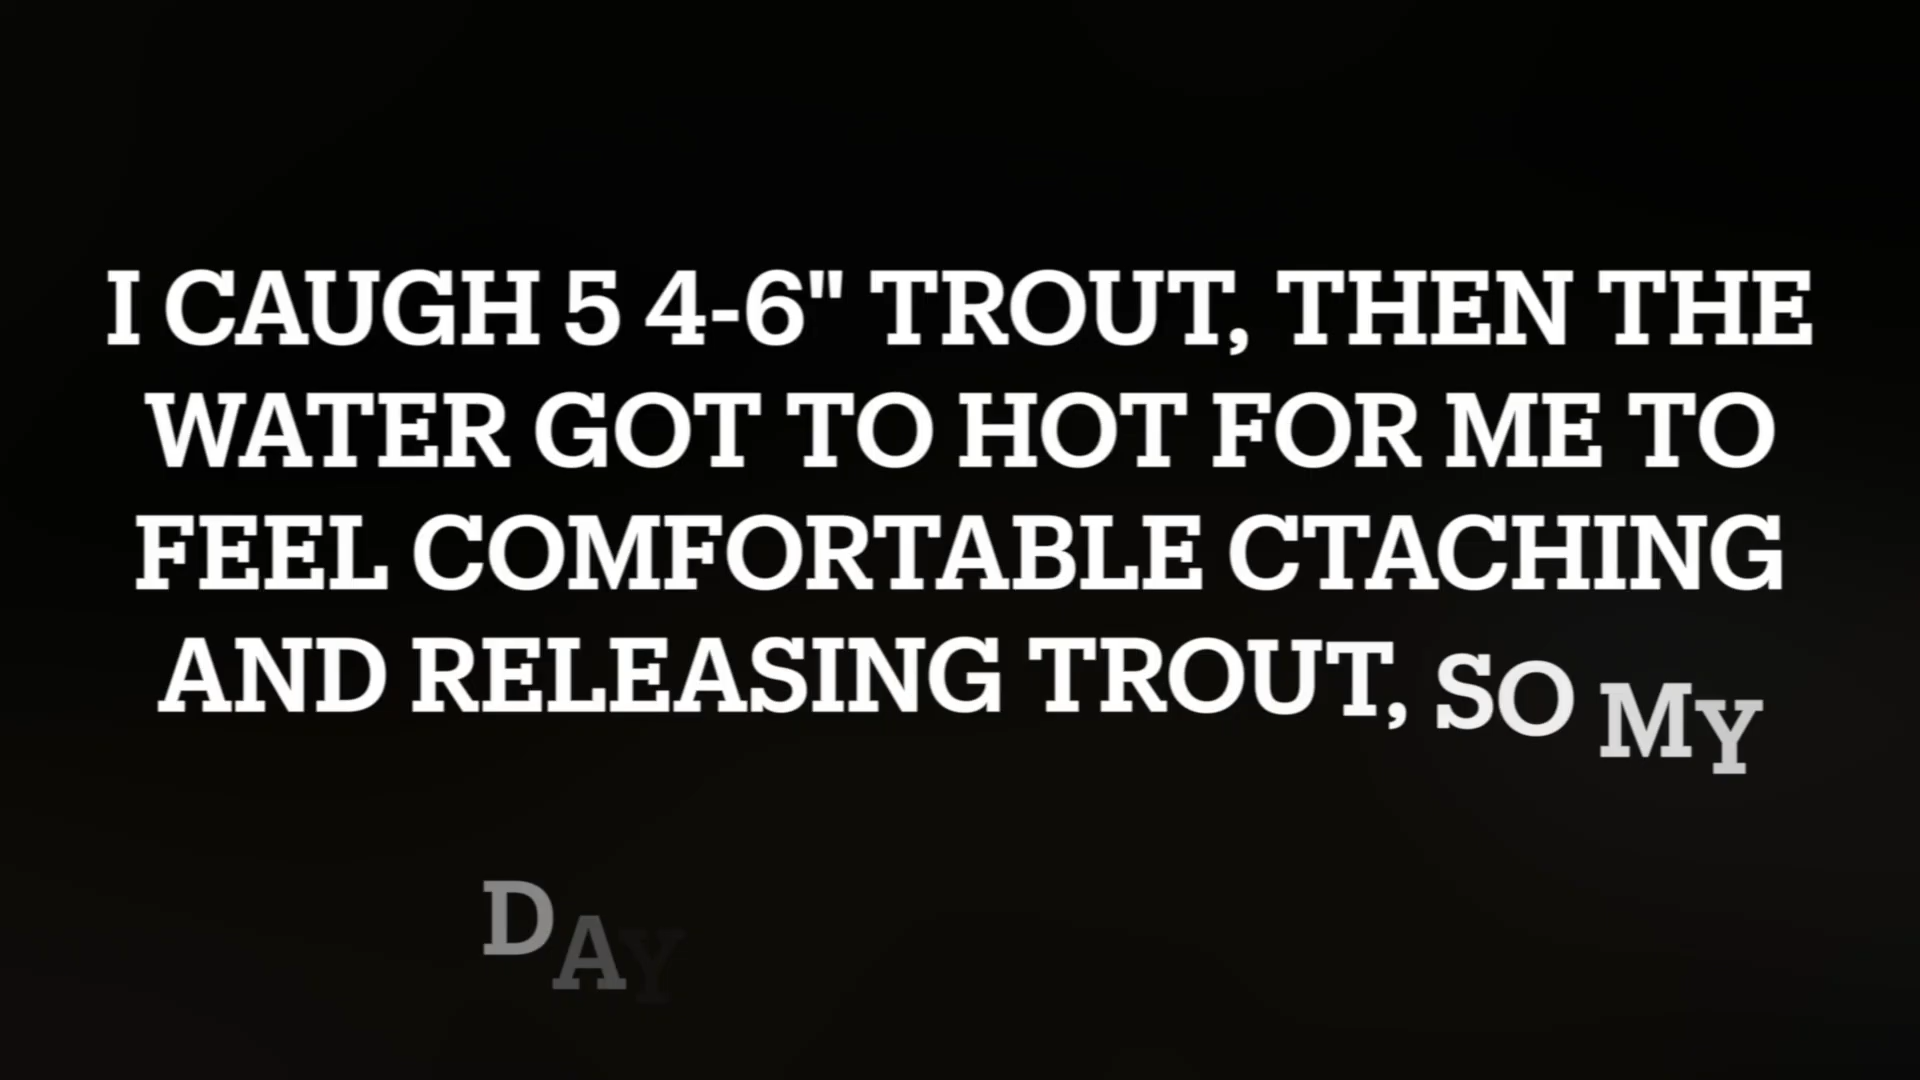 I CAUGH 5 4-6" TROUT, THEN THE
WATER GOT TO HOT FOR ME TO
FEEL COMFORTABLE CTACHING
AND RELEASING TROUT, SO MY
DAY